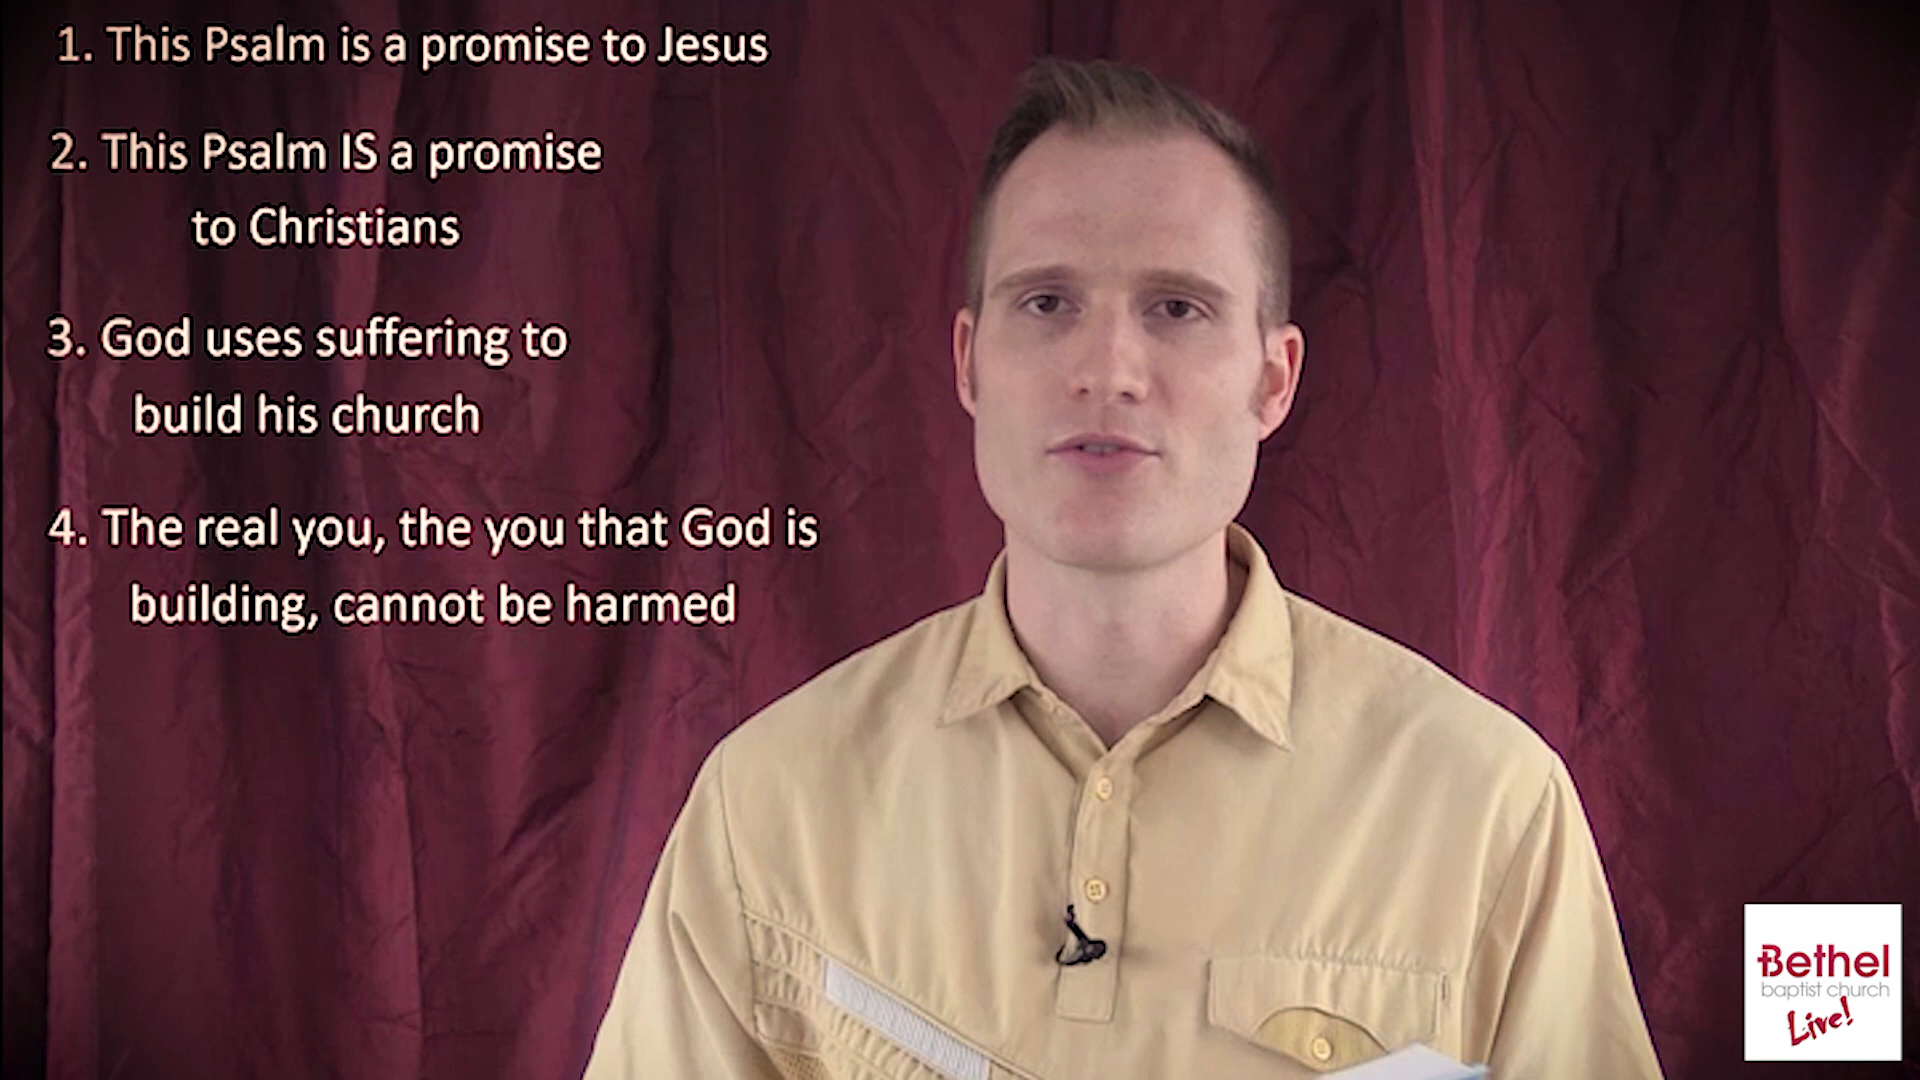 1. This Psalm is a promise to Jesus
2. This Psalm IS a promise
to Christians
3. God uses suffering to
build his church
4. The real you, the you that God is
building, cannot be harmed
Bethel
baptist church
Live!